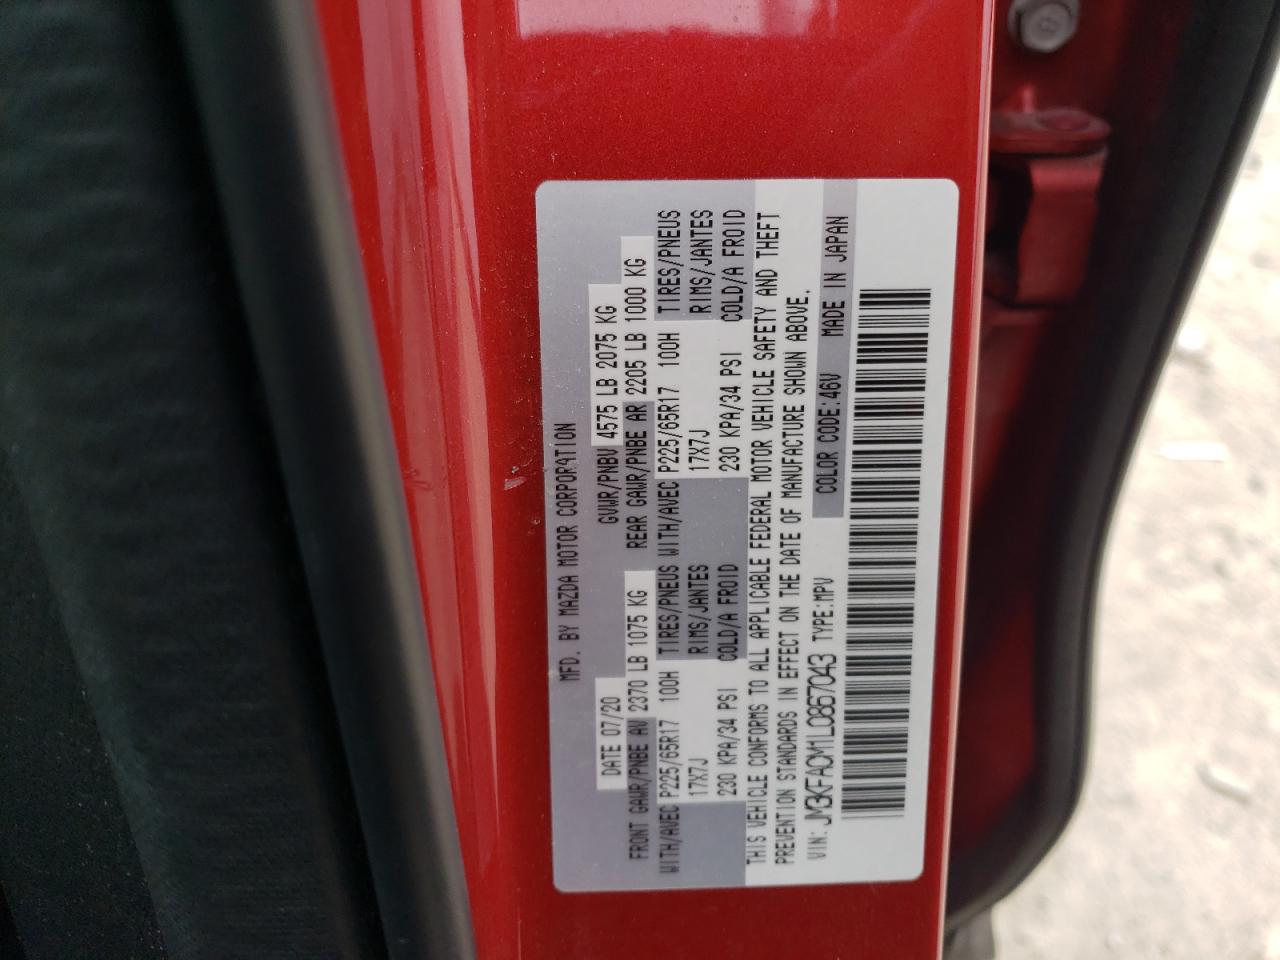 MFD. BY MAZDA MOTOR CORPORATION
DATE 07/20 GVWR/PNBV 4575 LB 2075 KG
FRONT GAWR/PNBE AV 2370 LB 1075 KG REAR GAWR/PNBE AR 2205 LB 1000 KG
WITH/AVEC P225/65R17 100H TIRES/PNEUS WITH/AVEC P225/65R17 100H TIRES/PNEUS
17X7J RIMS/JANTES 17X7J RIMS/JANTES
230 KPA/34 PSI COLD/A FROID 230 KPA/34 PSI COLD/A FROID
THIS VEHICLE CONFORMS TO ALL APPLICABLE FEDERAL MOTOR VEHICLE SAFETY AND THEFT
PREVENTION STANDARDS IN EFFECT ON THE DATE OF MANUFACTURE SHOWN ABOVE.
VIN: JM3KFACM1L0867043 TYPE:MPV COLOR CODE:46V MADE IN JAPAN